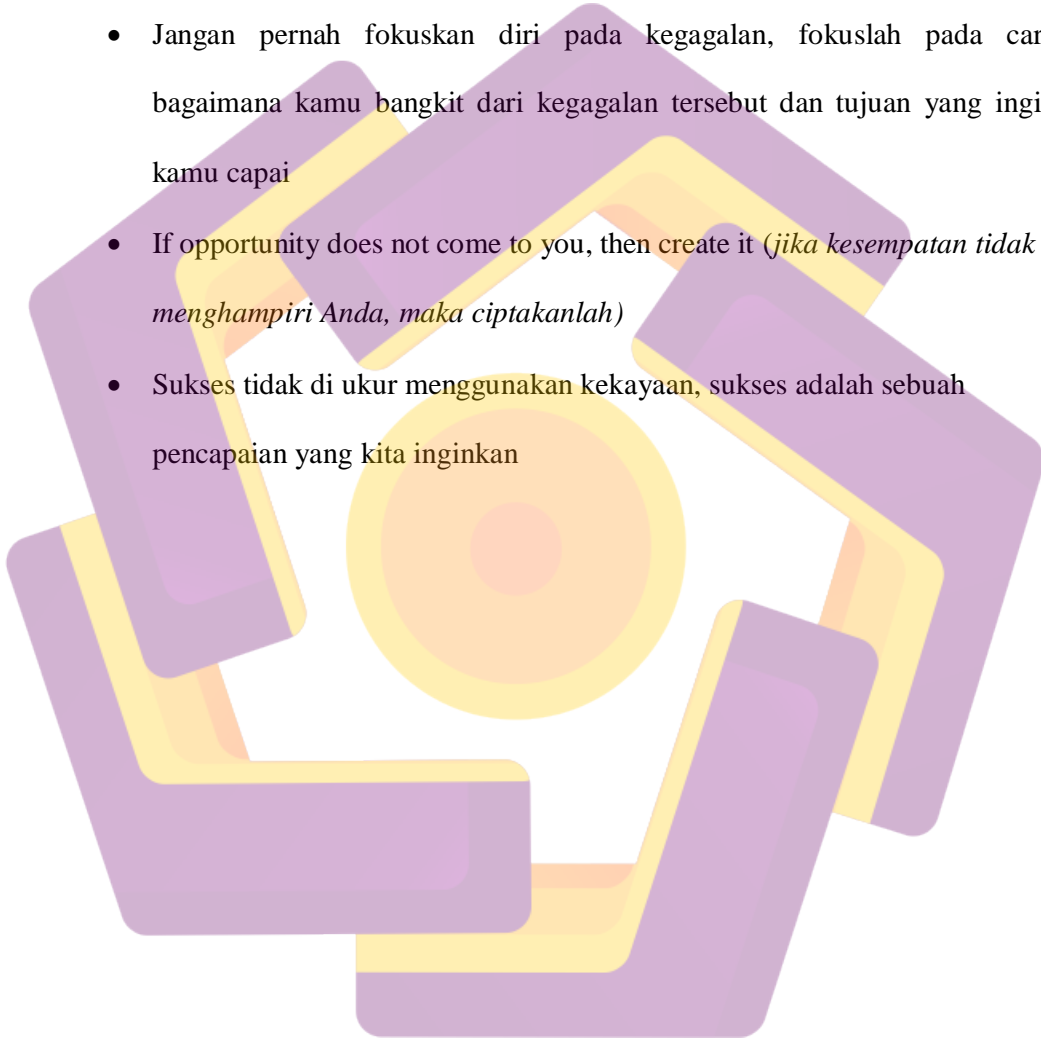 • Jangan pernah fokuskan diri pada kegagalan, fokuslah pada car
bagaimana kamu bangkit dari kegagalan tersebut dan tujuan yang ingi
kamu capai
• If opportunity does not come to you, then create it (jika kesempatan tidak
menghampiri Anda, maka ciptakanlah)
• Sukses tidak di ukur menggunakan kekayaan, sukses adalah sebuah
pencapaian yang kita inginkan